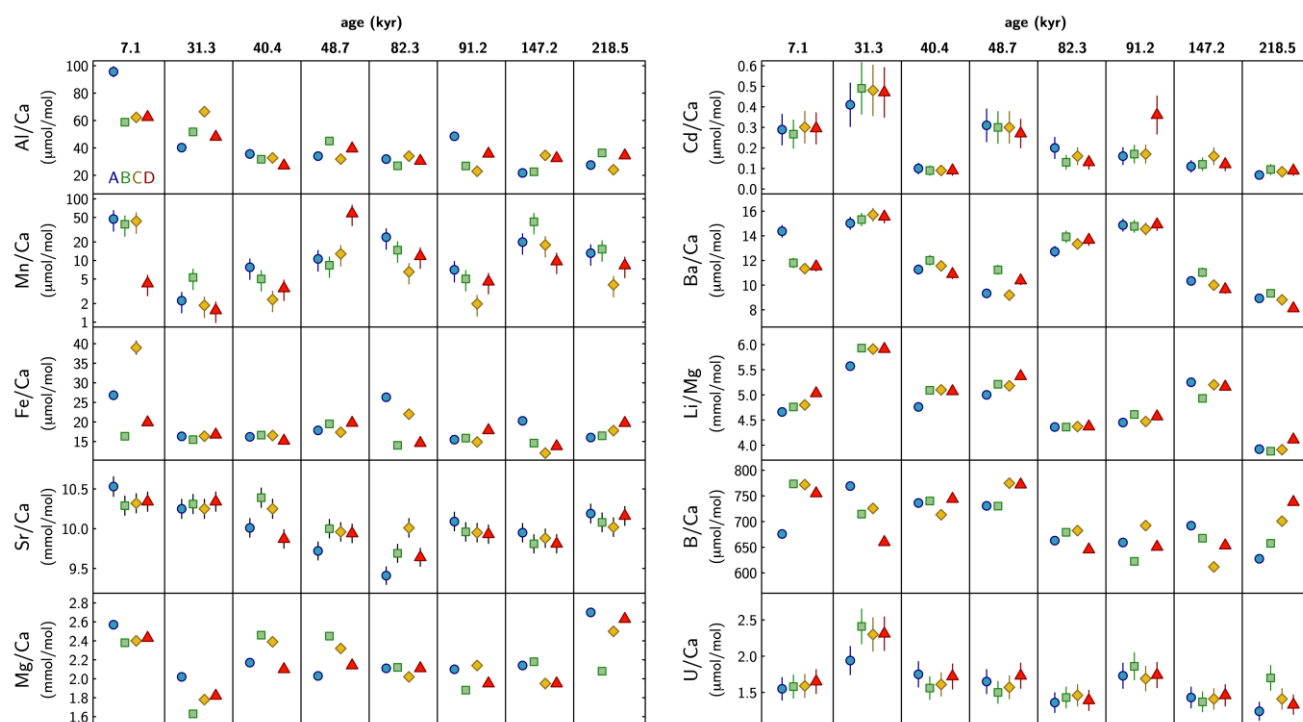 age (kyr)
7.1 31.3 40.4 48.7 82.3 91.2 147.2 218.5
Al/Ca
(μmol/mol)
100
80
60
40
20
ABCD
Mn/Ca
(μmol/mol)
100
50
20
10
5
2
1
Fe/Ca
(μmol/mol)
40
35
30
25
20
15
Sr/Ca
(mmol/mol)
10.5
10.0
9.5
Mg/Ca
(mmol/mol)
2.8
2.6
2.4
2.2
2.0
1.8
1.6
age (kyr)
7.1 31.3 40.4 48.7 82.3 91.2 147.2 218.5
Cd/Ca
(μmol/mol)
0.6
0.5
0.4
0.3
0.2
0.1
0.0
Ba/Ca
(μmol/mol)
16
14
12
10
8
Li/Mg
(mmol/mol)
6.0
5.5
5.0
4.5
4.0
B/Ca
(μmol/mol)
800
750
700
650
600
U/Ca
(μmol/mol)
2.5
2.0
1.5